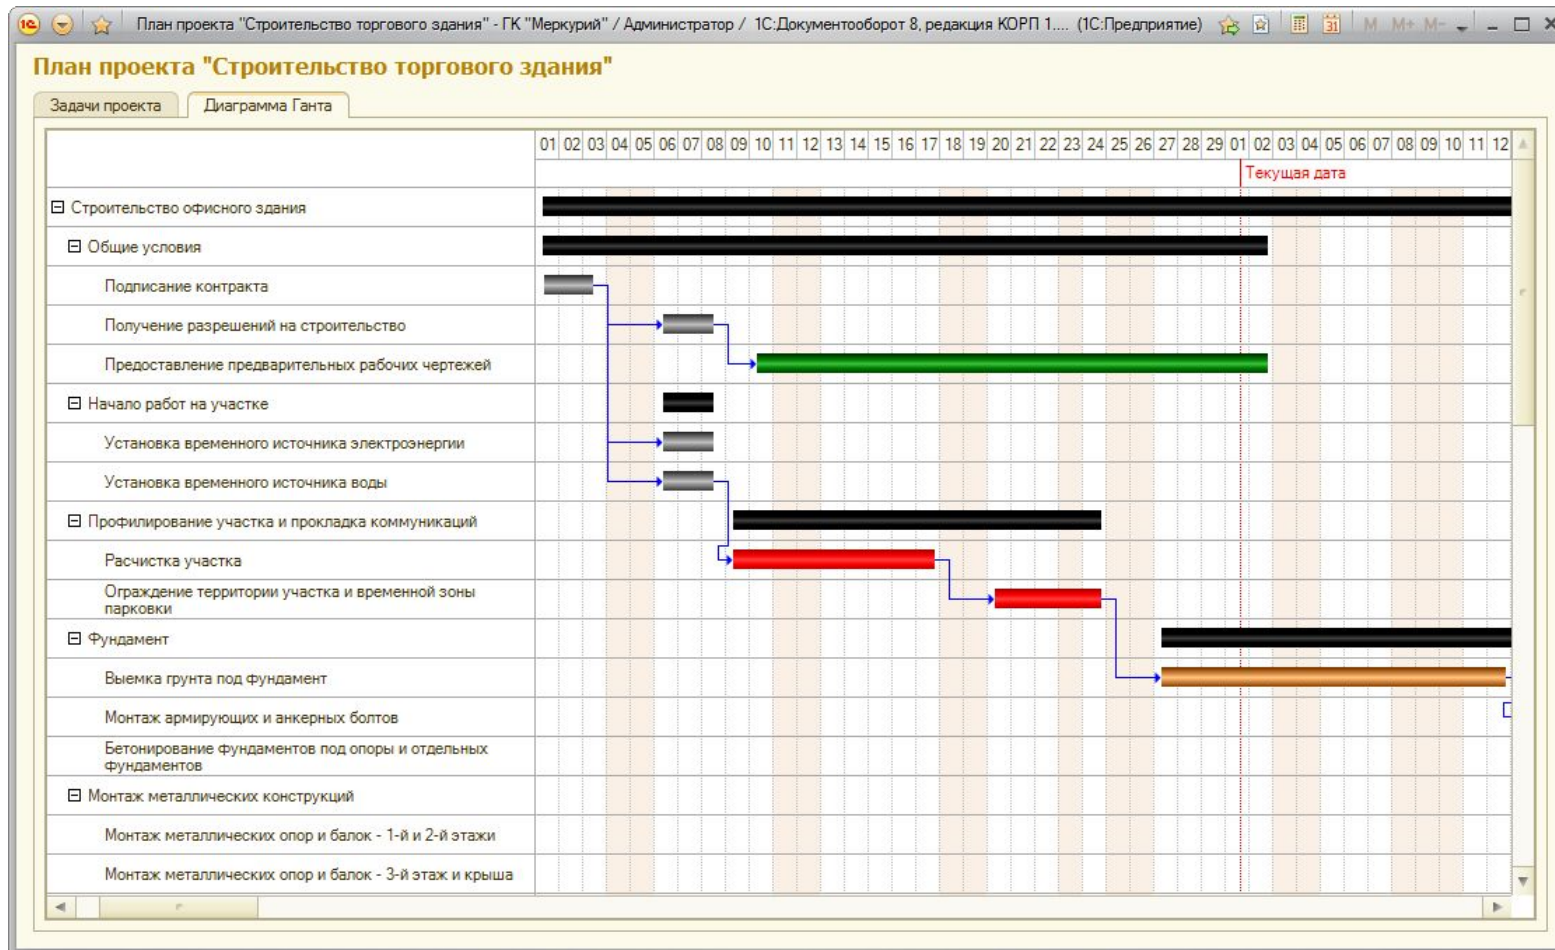 1С План проекта "Строительство торгового здания" - ГК "Меркурий" / Администратор / 1С:Документооборот 8, редакция КОРП 1.... (1С:Предприятие) 31 M M+ M-
План проекта "Строительство торгового здания"
Задачи проекта Диаграмма Ганта
01 02 03 04 05 06 07 08 09 10 11 12 13 14 15 16 17 18 19 20 21 22 23 24 25 26 27 28 29 01 02 03 04 05 06 07 08 09 10 11 12
Текущая дата
Строительство офисного здания
Общие условия
Подписание контракта
Получение разрешений на строительство
Предоставление предварительных рабочих чертежей
Начало работ на участке
Установка временного источника электроэнергии
Установка временного источника воды
Профилирование участка и прокладка коммуникаций
Расчистка участка
Ограждение территории участка и временной зоны
парковки
Фундамент
Выемка грунта под фундамент
Монтаж армирующих и анкерных болтов
Бетонирование фундаментов под опоры и отдельных
фундаментов
Монтаж металлических конструкций
Монтаж металлических опор и балок - 1-й и 2-й этажи
Монтаж металлических опор и балок - 3-й этаж и крыша